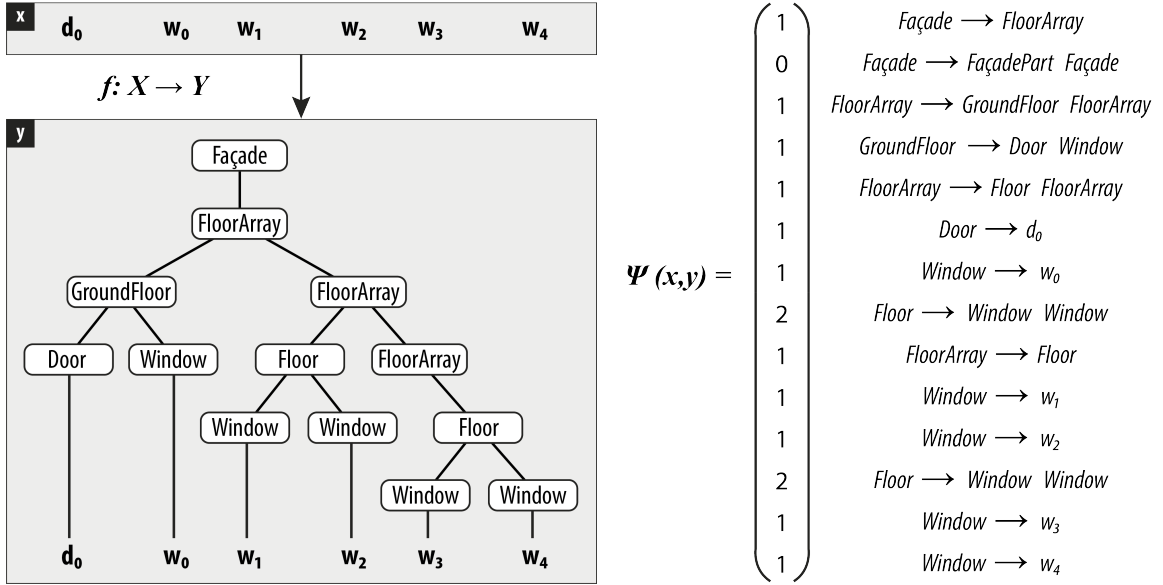 x
d0 w0 w1 w2 w3 w4
f: X → Y
y
Façade
FloorArray
GroundFloor FloorArray
Door Window Floor FloorArray
Window Window Floor
Window Window
d0 w0 w1 w2 w3 w4
Ψ (x,y) =
1 Façade → FloorArray
0 Façade → FaçadePart Façade
1 FloorArray → GroundFloor FloorArray
1 GroundFloor → Door Window
1 FloorArray → Floor FloorArray
1 Door → d0
1 Window → w0
2 Floor → Window Window
1 FloorArray → Floor
1 Window → w1
1 Window → w2
2 Floor → Window Window
1 Window → w3
1 Window → w4